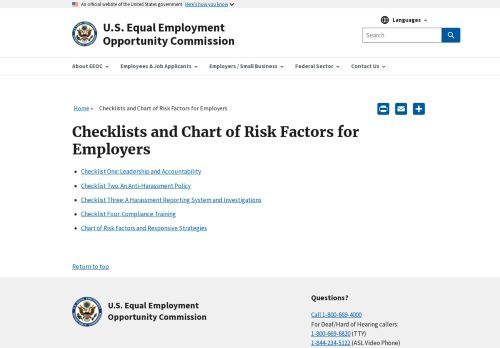 An official website of the United States government Here's how you know
U.S. Equal Employment
Opportunity Commission
Languages
Search
About EEOC
Employees & Job Applicants
Employers / Small Business
Federal Sector
Contact Us
Home » Checklists and Chart of Risk Factors for Employers
Checklists and Chart of Risk Factors for
Employers
Checklist One: Leadership and Accountability
Checklist Two: An Anti-Harassment Policy
Checklist Three: A Harassment Reporting System and Investigations
Checklist Four: Compliance Training
Chart of Risk Factors and Responsive Strategies
Return to top
U.S. Equal Employment
Opportunity Commission
Questions?
Call 1-800-669-4000
For Deaf/Hard of Hearing callers:
1-800-669-6820 (TTY)
1-844-234-5122 (ASL Video Phone)